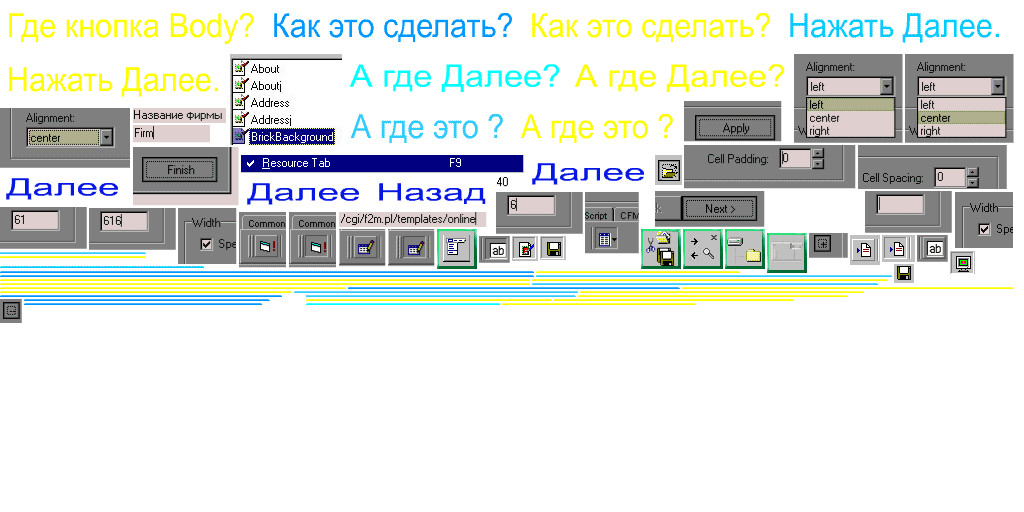 Где кнопка Body? Как это сделать? Как это сделать? Нажать Далее.
Нажать Далее.
About
Aboutj
Address
Addressj
BrickBackground
А где Далее? А где Далее?
Alignment:
left
left
center
right
Alignment:
left
left
center
right
Alignment:
center
Название фирмы
Firm
А где это ? А где это ?
Apply
Finish
Resource Tab F9
Cell Padding: 0
Cell Spacing: 0
Далее
Далее Назад
Далее
40
61
616
Width
Common
Common
/cgi/f2m.pl/templates/online
6
Script CFM
Next >
Width
ab
ab